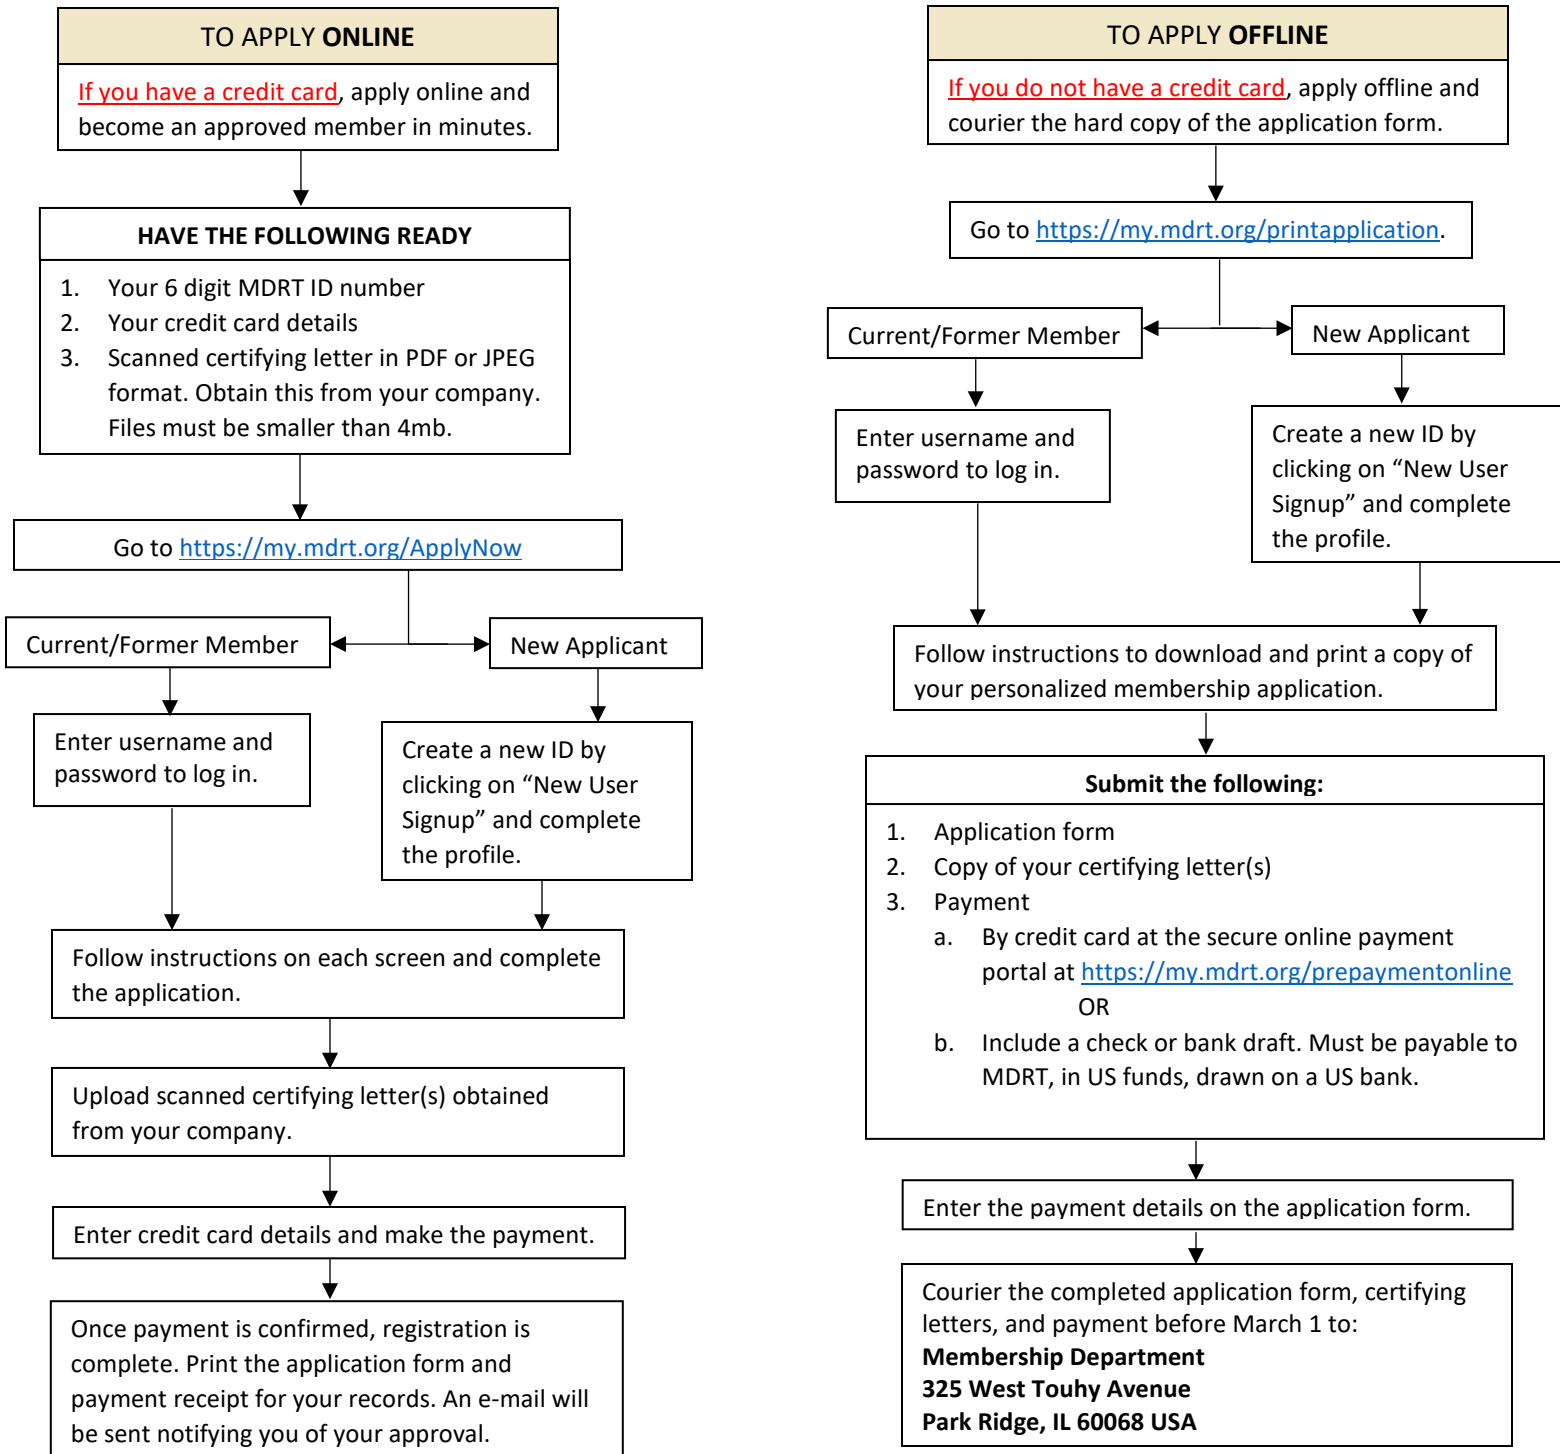 TO APPLY ONLINE
If you have a credit card, apply online and
become an approved member in minutes.
HAVE THE FOLLOWING READY
1. Your 6 digit MDRT ID number
2. Your credit card details
3. Scanned certifying letter in PDF or JPEG
format. Obtain this from your company.
Files must be smaller than 4mb.
Go to https://my.mdrt.org/ApplyNow
Current/Former Member
New Applicant
Enter username and
password to log in.
Create a new ID by
clicking on “New User
Signup” and complete
the profile.
Follow instructions on each screen and complete
the application.
Upload scanned certifying letter(s) obtained
from your company.
Enter credit card details and make the payment.
Once payment is confirmed, registration is
complete. Print the application form and
payment receipt for your records. An e-mail will
be sent notifying you of your approval.
TO APPLY OFFLINE
If you do not have a credit card, apply offline and
courier the hard copy of the application form.
Go to https://my.mdrt.org/printapplication.
Current/Former Member
New Applicant
Enter username and
password to log in.
Create a new ID by
clicking on “New User
Signup” and complete
the profile.
Follow instructions to download and print a copy of
your personalized membership application.
Submit the following:
1. Application form
2. Copy of your certifying letter(s)
3. Payment
a. By credit card at the secure online payment
portal at https://my.mdrt.org/prepaymentonline
OR
b. Include a check or bank draft. Must be payable to
MDRT, in US funds, drawn on a US bank.
Enter the payment details on the application form.
Courier the completed application form, certifying
letters, and payment before March 1 to:
Membership Department
325 West Touhy Avenue
Park Ridge, IL 60068 USA